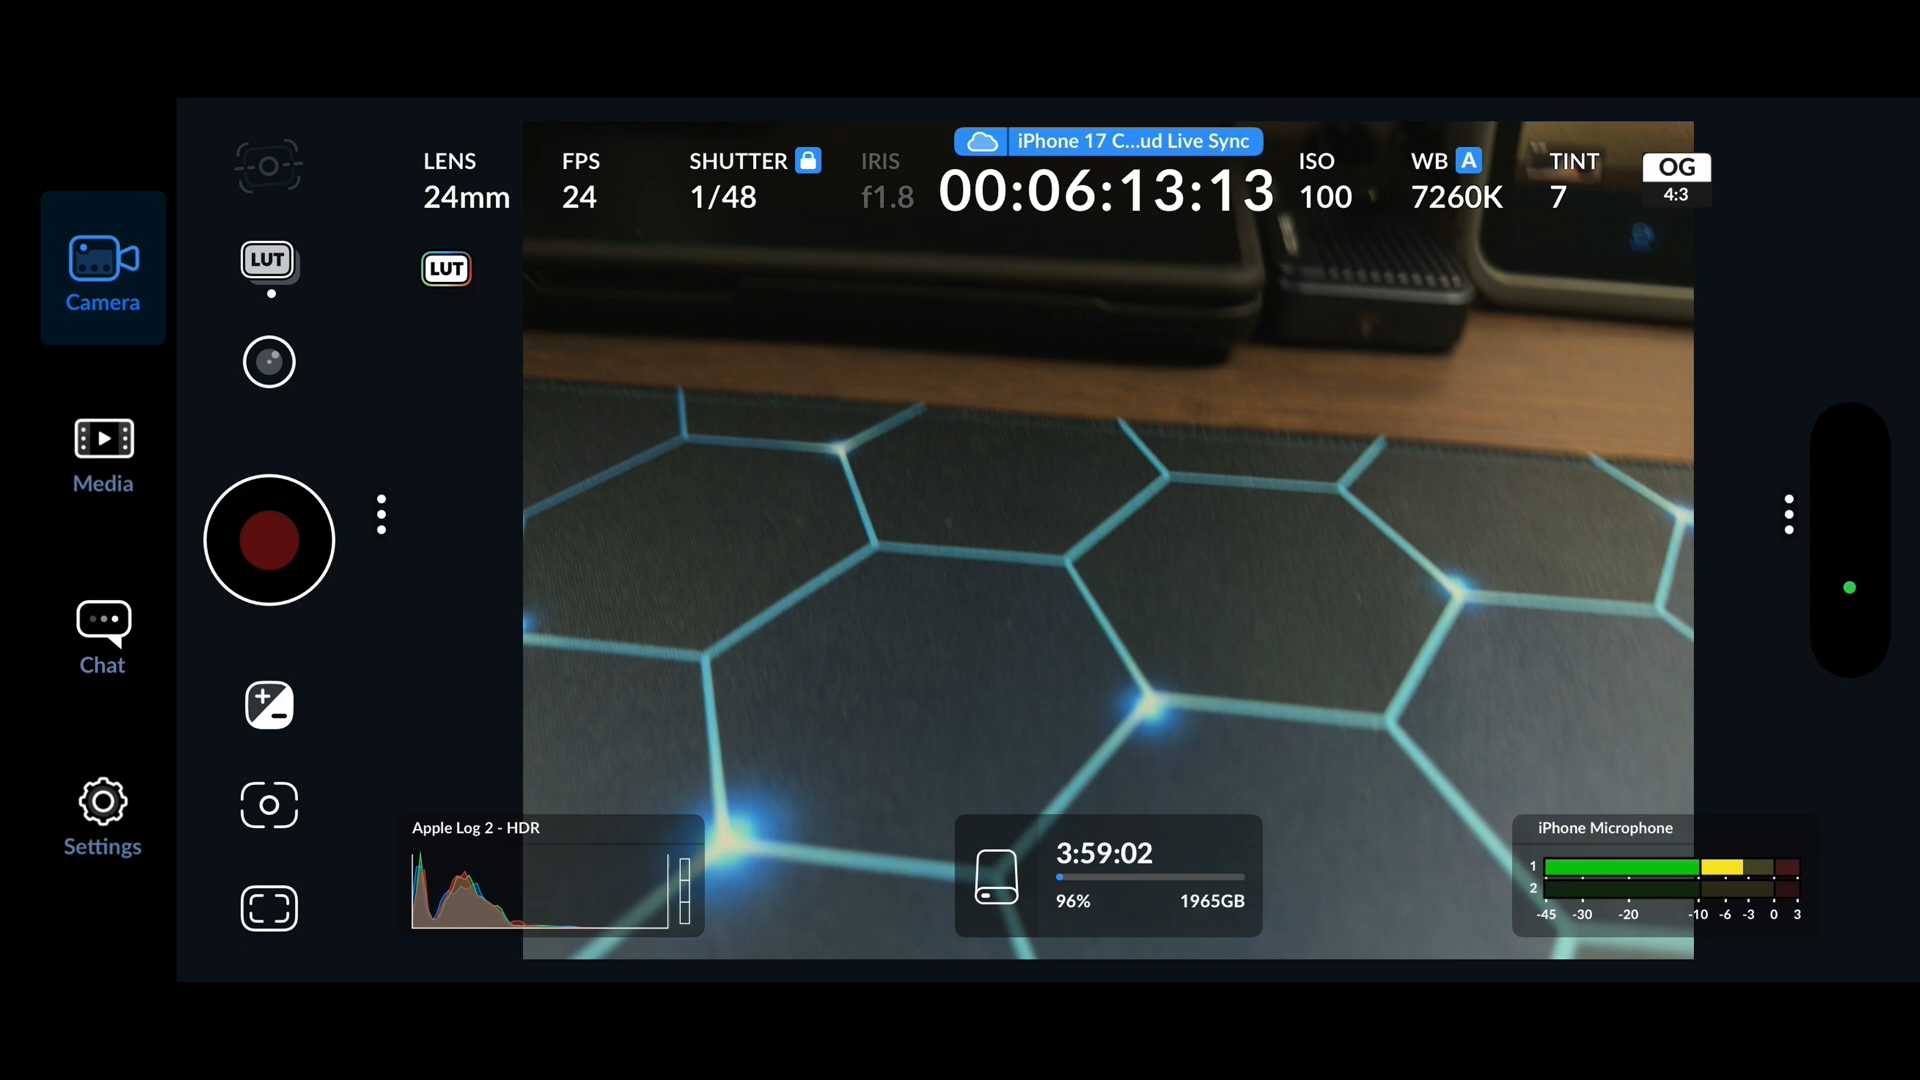 iPhone 17 C...ud Live Sync
LENS FPS SHUTTER IRIS ISO WB A TINT OG
24mm 24 1/48 f1.8 00:06:13:13 100 7260K 7 4:3
LUT
LUT
Camera
Media
Chat
Settings
Apple Log 2 - HDR
3:59:02
96% 1965GB
iPhone Microphone
1
2
-45 -30 -20 -10 -6 -3 0 3